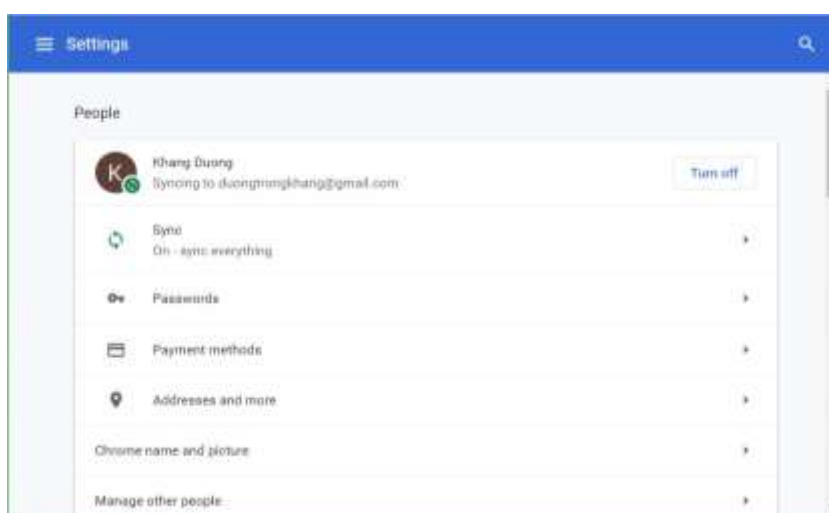 Settings
People
K
Khang Duong
Syncing to duongtrongkhang@gmail.com
Turn off
Sync
On - sync everything
Passwords
Payment methods
Addresses and more
Chrome name and picture
Manage other people